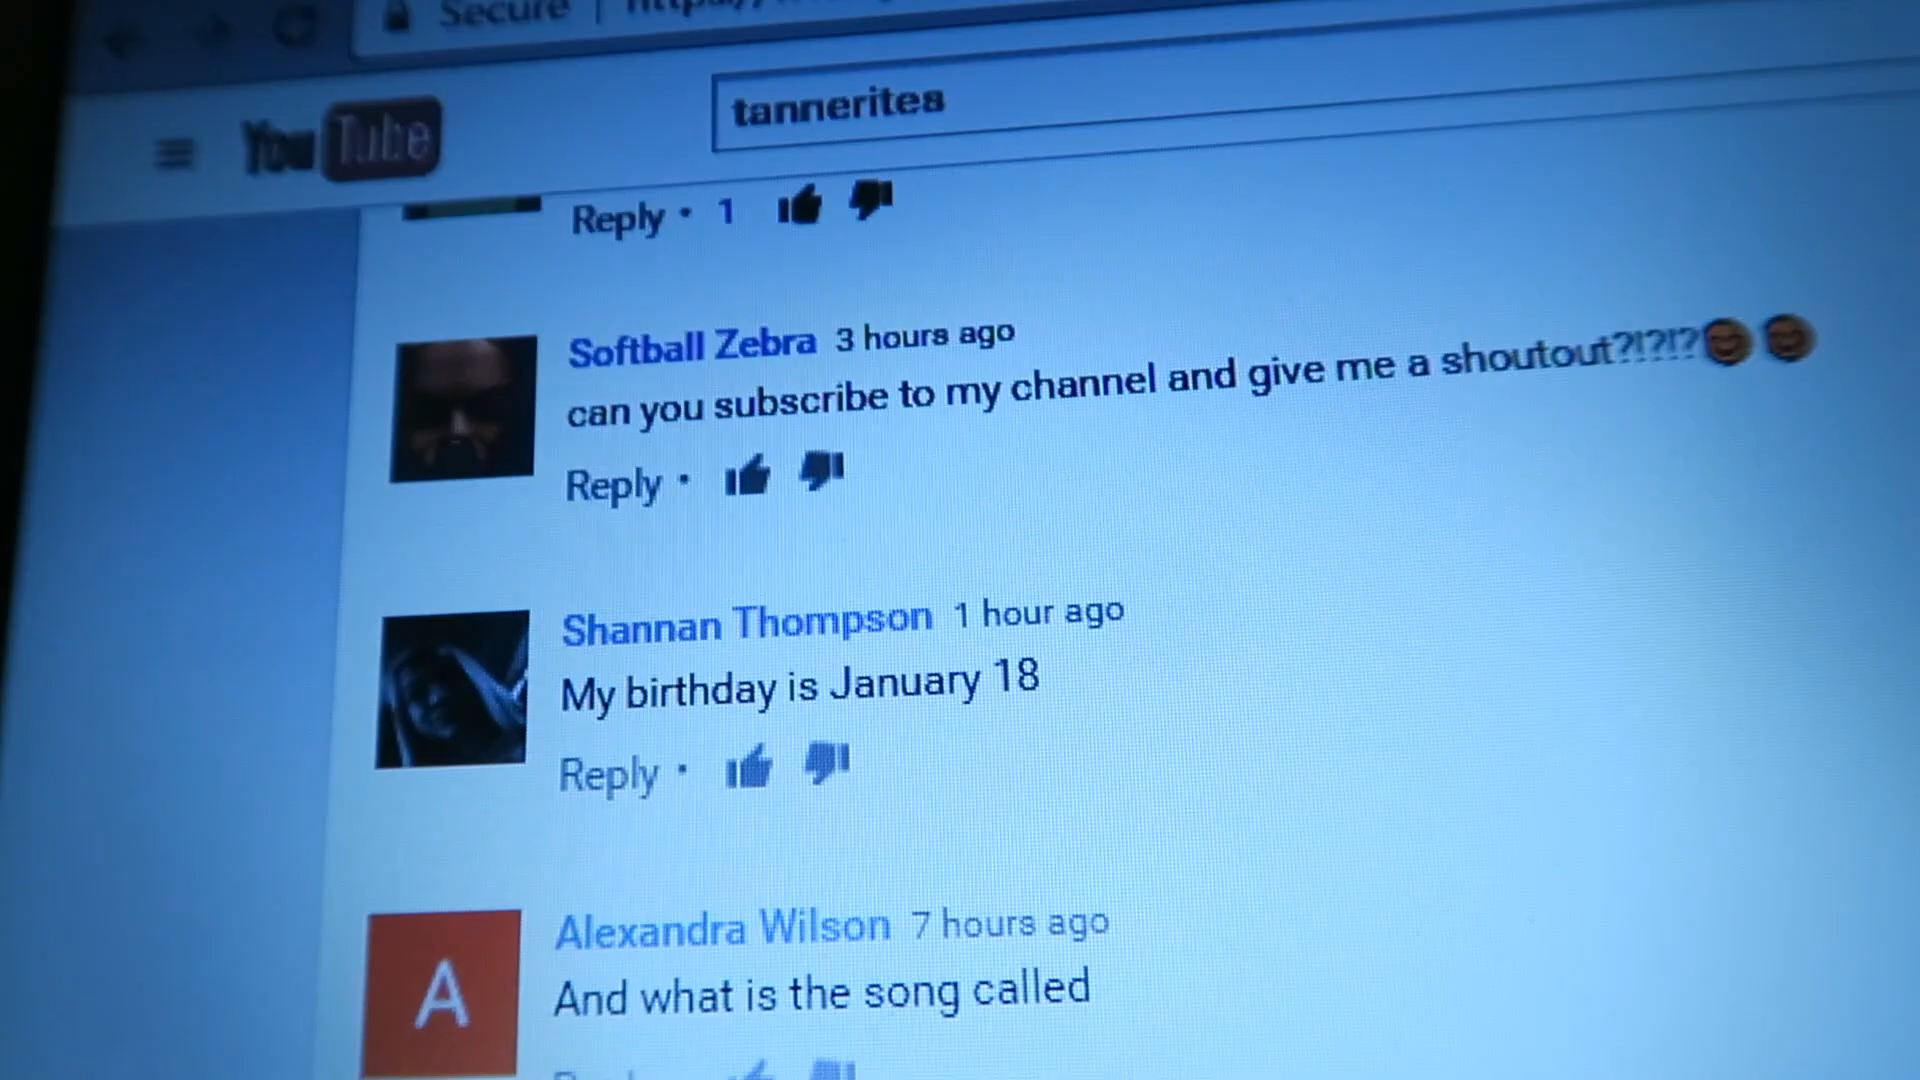 Secure
YouTube
tannerites
Reply • 1
Softball Zebra 3 hours ago
can you subscribe to my channel and give me a shoutout?!?!?
Reply •
Shannan Thompson 1 hour ago
My birthday is January 18
Reply •
A
Alexandra Wilson 7 hours ago
And what is the song called